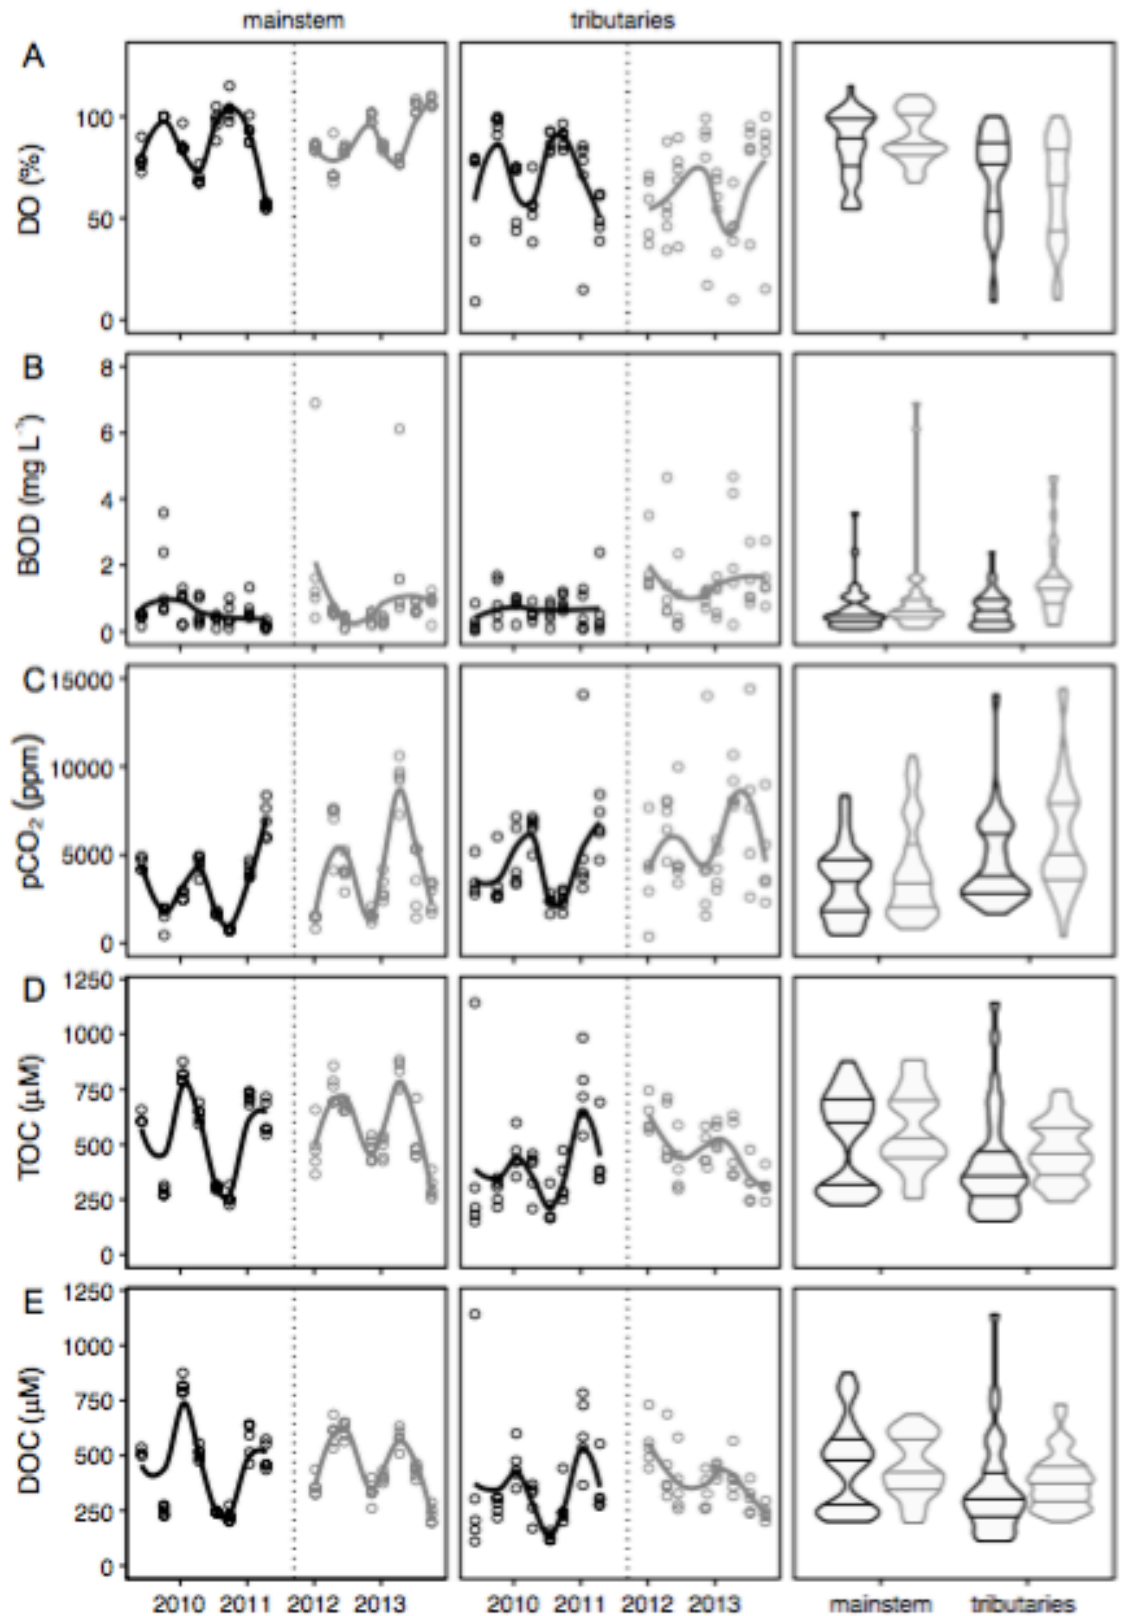 mainstem tributaries
A
DO (%)
100
50
0
B
BOD (mg L⁻³)
8
6
4
2
0
C
pCO₂ (ppm)
15000
10000
5000
0
D
TOC (μM)
1250
1000
750
500
250
0
E
DOC (μM)
1250
1000
750
500
250
0
2010 2011 2012 2013 2010 2011 2012 2013 mainstem tributaries